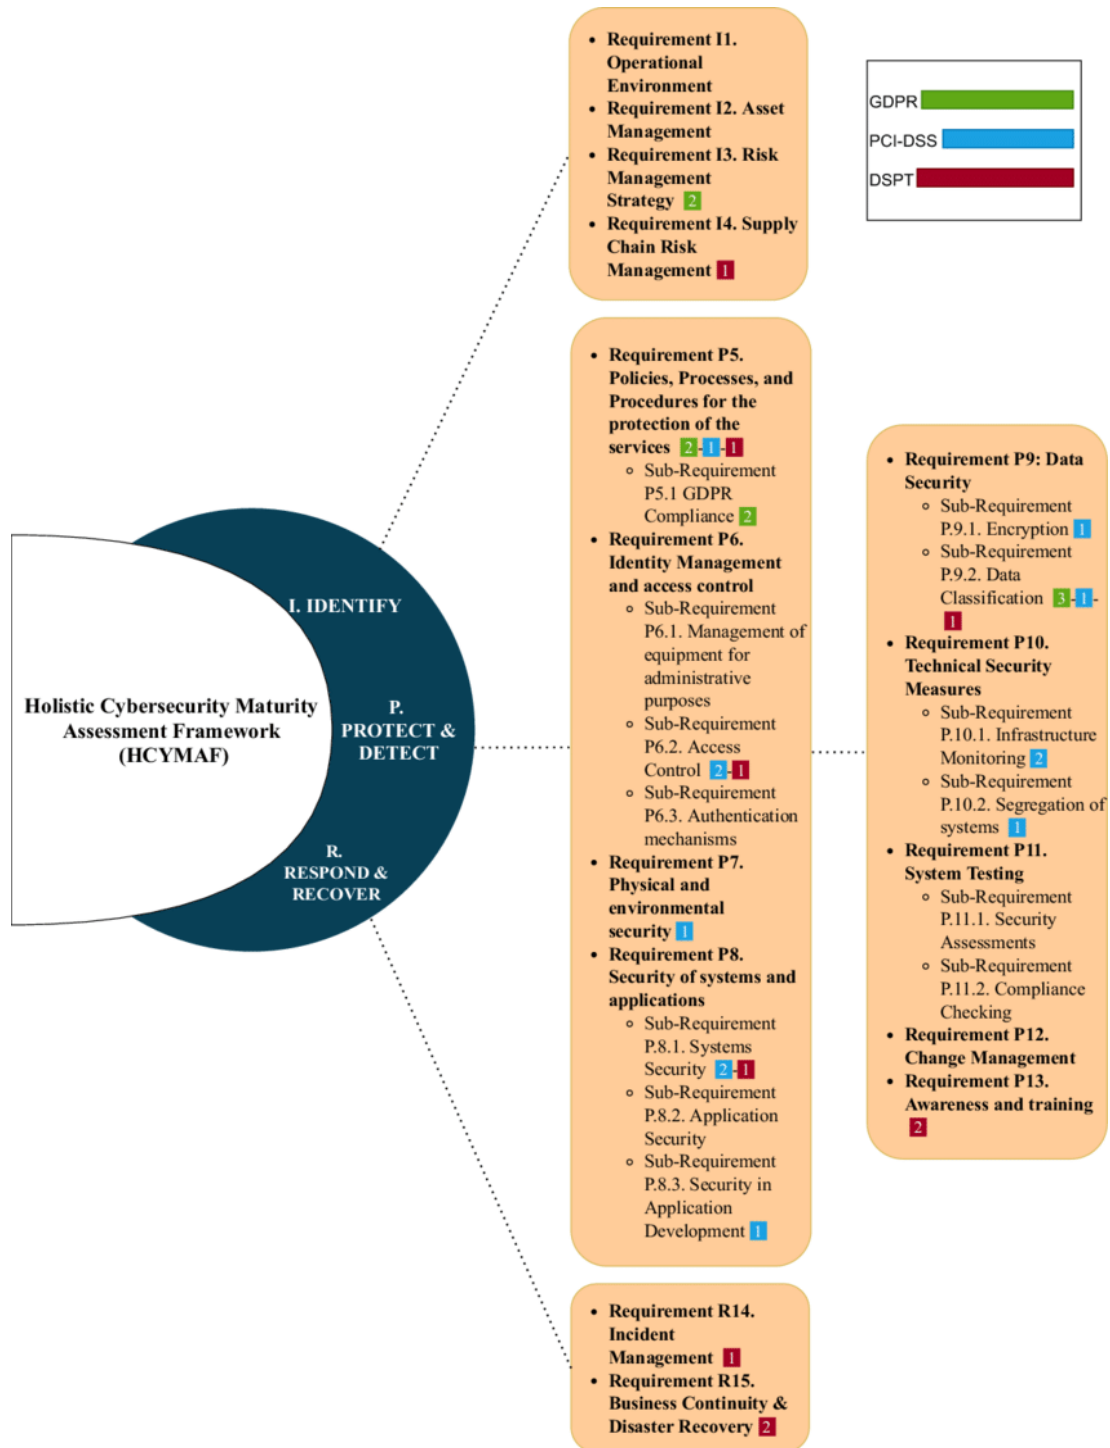 Holistic Cybersecurity Maturity
Assessment Framework
(HCYMAF)
I. IDENTIFY
P.
PROTECT &
DETECT
R.
RESPOND &
RECOVER
• Requirement I1.
Operational
Environment
• Requirement I2. Asset
Management
• Requirement I3. Risk
Management
Strategy 2
• Requirement I4. Supply
Chain Risk
Management 1
GDPR
PCI-DSS
DSPT
• Requirement P5.
Policies, Processes, and
Procedures for the
protection of the
services 2-1-1
○ Sub-Requirement
P5.1 GDPR
Compliance 2
• Requirement P6.
Identity Management
and access control
○ Sub-Requirement
P6.1. Management of
equipment for
administrative
purposes
○ Sub-Requirement
P6.2. Access
Control 2-1
○ Sub-Requirement
P6.3. Authentication
mechanisms
• Requirement P7.
Physical and
environmental
security 1
• Requirement P8.
Security of systems and
applications
○ Sub-Requirement
P.8.1. Systems
Security 2-1
○ Sub-Requirement
P.8.2. Application
Security
○ Sub-Requirement
P.8.3. Security in
Application
Development 1
• Requirement P9: Data
Security
○ Sub-Requirement
P.9.1. Encryption 1
○ Sub-Requirement
P.9.2. Data
Classification 3-1-
1
• Requirement P10.
Technical Security
Measures
○ Sub-Requirement
P.10.1. Infrastructure
Monitoring 2
○ Sub-Requirement
P.10.2. Segregation of
systems 1
• Requirement P11.
System Testing
○ Sub-Requirement
P.11.1. Security
Assessments
○ Sub-Requirement
P.11.2. Compliance
Checking
• Requirement P12.
Change Management
• Requirement P13.
Awareness and training
2
• Requirement R14.
Incident
Management 1
• Requirement R15.
Business Continuity &
Disaster Recovery 2